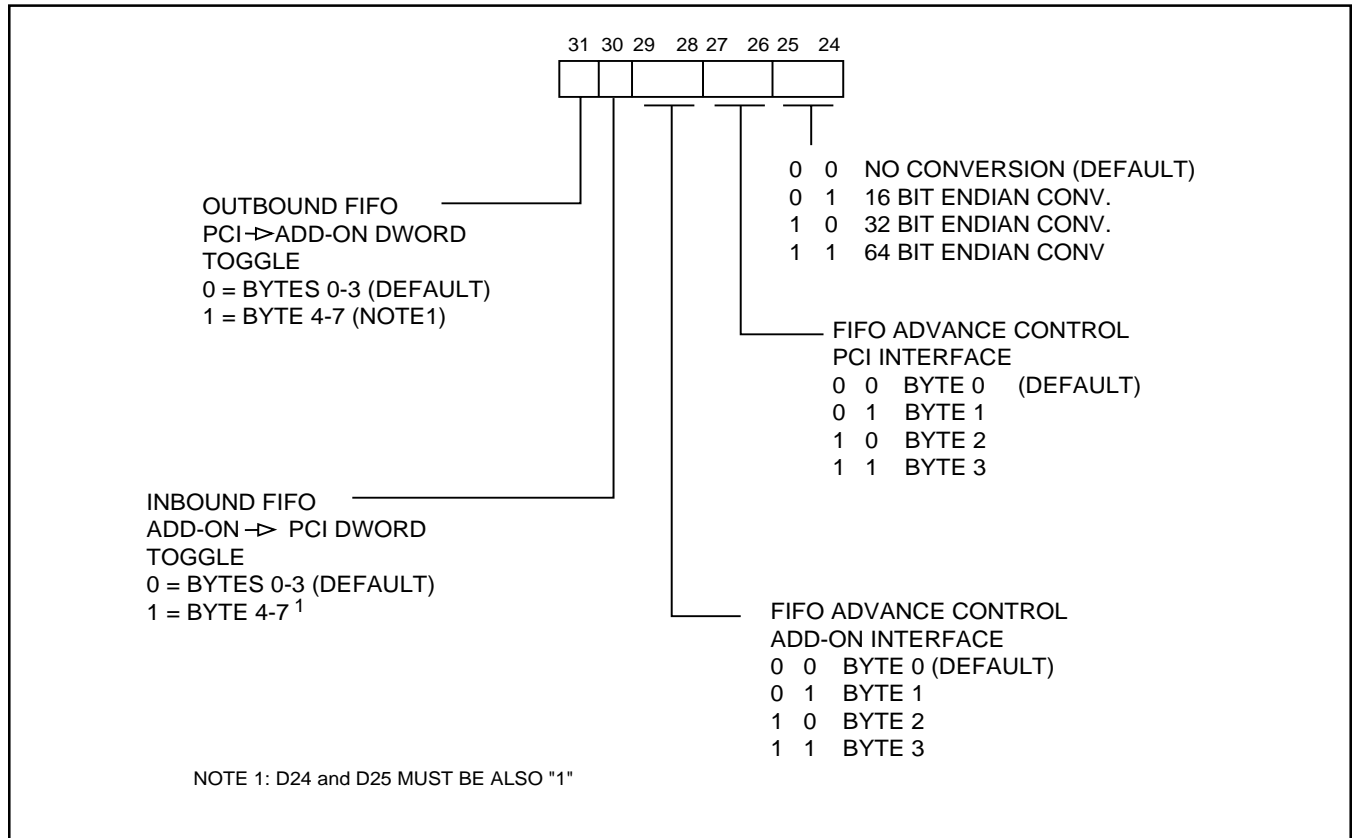 31 30 29 28 27 26 25 24
0 0 NO CONVERSION (DEFAULT)
0 1 16 BIT ENDIAN CONV.
1 0 32 BIT ENDIAN CONV.
1 1 64 BIT ENDIAN CONV
OUTBOUND FIFO
PCI ADD-ON DWORD
TOGGLE
0 = BYTES 0-3 (DEFAULT)
1 = BYTE 4-7 (NOTE1)
FIFO ADVANCE CONTROL
PCI INTERFACE
0 0 BYTE 0 (DEFAULT)
0 1 BYTE 1
1 0 BYTE 2
1 1 BYTE 3
INBOUND FIFO
ADD-ON PCI DWORD
TOGGLE
0 = BYTES 0-3 (DEFAULT)
1 = BYTE 4-7 1
FIFO ADVANCE CONTROL
ADD-ON INTERFACE
0 0 BYTE 0 (DEFAULT)
0 1 BYTE 1
1 0 BYTE 2
1 1 BYTE 3
NOTE 1: D24 and D25 MUST BE ALSO "1"